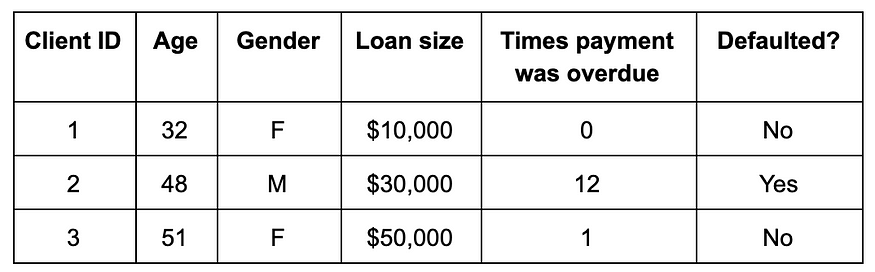 Client ID Age Gender Loan size Times payment was overdue Defaulted?
1 32 F $10,000 0 No
2 48 M $30,000 12 Yes
3 51 F $50,000 1 No